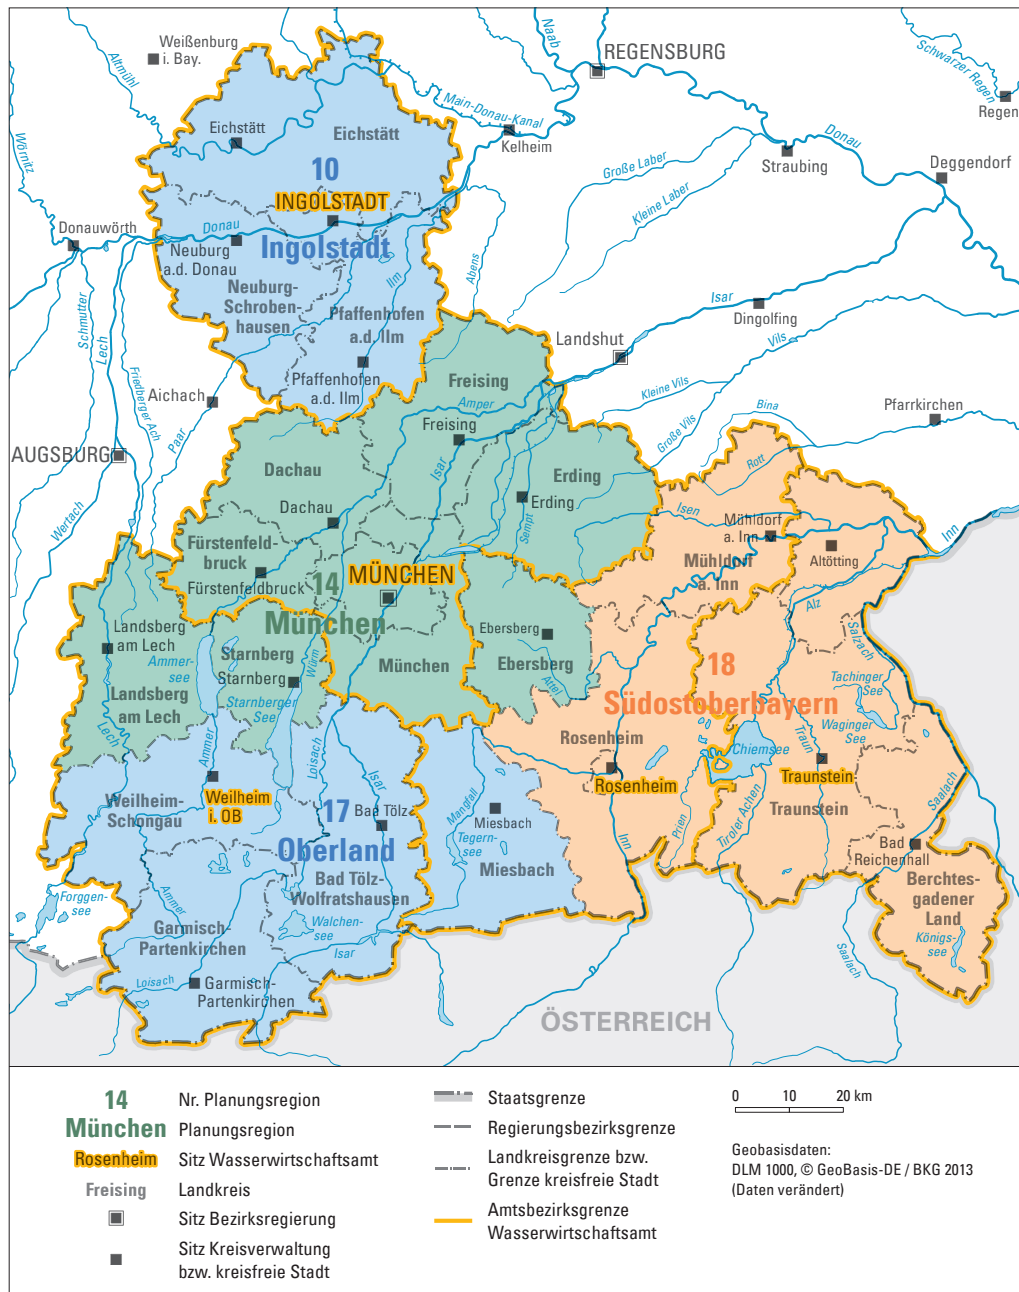 Weißenburg
i. Bay.
Altmühl
Wörnitz
Naab
REGENSBURG
Schwarzer Regen
Regen
Main-Donau-Kanal
Kelheim
Eichstätt
Eichstätt
Donau
Straubing
Deggendorf
Große Laber
Kleine Laber
10
INGOLSTADT
Ingolstadt
Donauwörth
Donau
Neuburg
a.d. Donau
Ilm
Abens
Neuburg-
Schroben-
hausen
Pfaffenhofen
a.d. Ilm
Pfaffenhofen
a.d. Ilm
Schmutter
Lech
Friedberger Ach
Paar
Aichach
AUGSBURG
Wertach
Isar
Dingolfing
Landshut
Vils
Kleine Vils
Große Vils
Bina
Pfarrkirchen
Rott
Freising
Amper
Freising
Isar
Dachau
Dachau
Erding
Erding
Sempt
Isen
Mühldorf
a. Inn
Mühldorf
a. Inn
Altötting
Inn
Fürstenfeld-
bruck
Fürstenfeldbruck
MÜNCHEN
14
München
München
Landsberg
am Lech
Landsberg
am Lech
Ammer-
see
Starnberg
Starnberg
Starnberger
See
Würm
Ebersberg
Ebersberg
Attel
Alz
Salzach
18
Südostoberbayern
Tachinger
See
Waginger
See
Lech
Ammer
Loisach
Isar
Rosenheim
Rosenheim
Chiemsee
Traun
Traunstein
Traunstein
Weilheim-
Schongau
Weilheim
i. OB
17
Oberland
Bad Tölz
Bad Tölz-
Wolfratshausen
Mangfall
Miesbach
Tegern-
see
Miesbach
Inn
Prien
Tiroler Achen
Saalach
Bad
Reichenhall
Berchtes-
gadener
Land
Königs-
see
Forggen-
see
Ammer
Garmisch-
Partenkirchen
Walchen-
see
Isar
Loisach
Garmisch-
Partenkirchen
Saalach
ÖSTERREICH
14
München
Nr. Planungsregion
Planungsregion
Rosenheim
Sitz Wasserwirtschaftsamt
Freising
Landkreis
Sitz Bezirksregierung
Sitz Kreisverwaltung
bzw. kreisfreie Stadt
Staatsgrenze
Regierungsbezirksgrenze
Landkreisgrenze bzw.
Grenze kreisfreie Stadt
Amtsbezirksgrenze
Wasserwirtschaftsamt
0 10 20 km
Geobasisdaten:
DLM 1000, © GeoBasis-DE / BKG 2013
(Daten verändert)